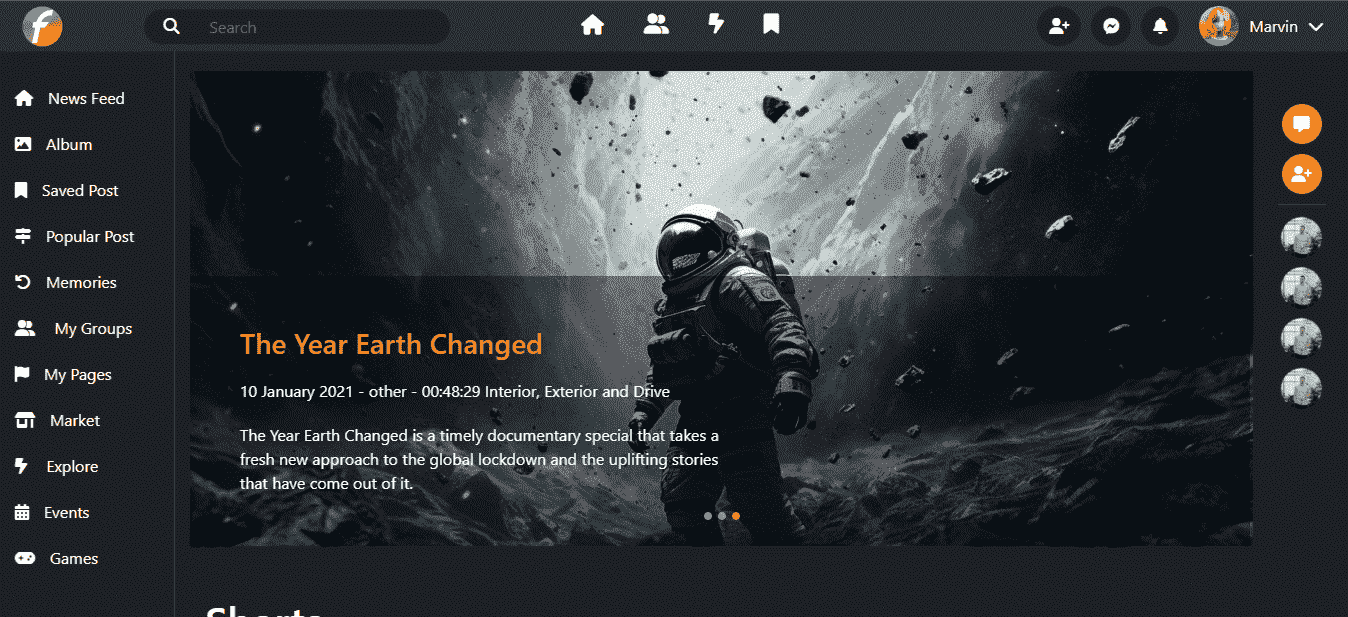 Search
Marvin
News Feed
Album
Saved Post
Popular Post
Memories
My Groups
My Pages
Market
Explore
Events
Games
The Year Earth Changed
10 January 2021 - other - 00:48:29 Interior, Exterior and Drive
The Year Earth Changed is a timely documentary special that takes a
fresh new approach to the global lockdown and the uplifting stories
that have come out of it.
Shorts